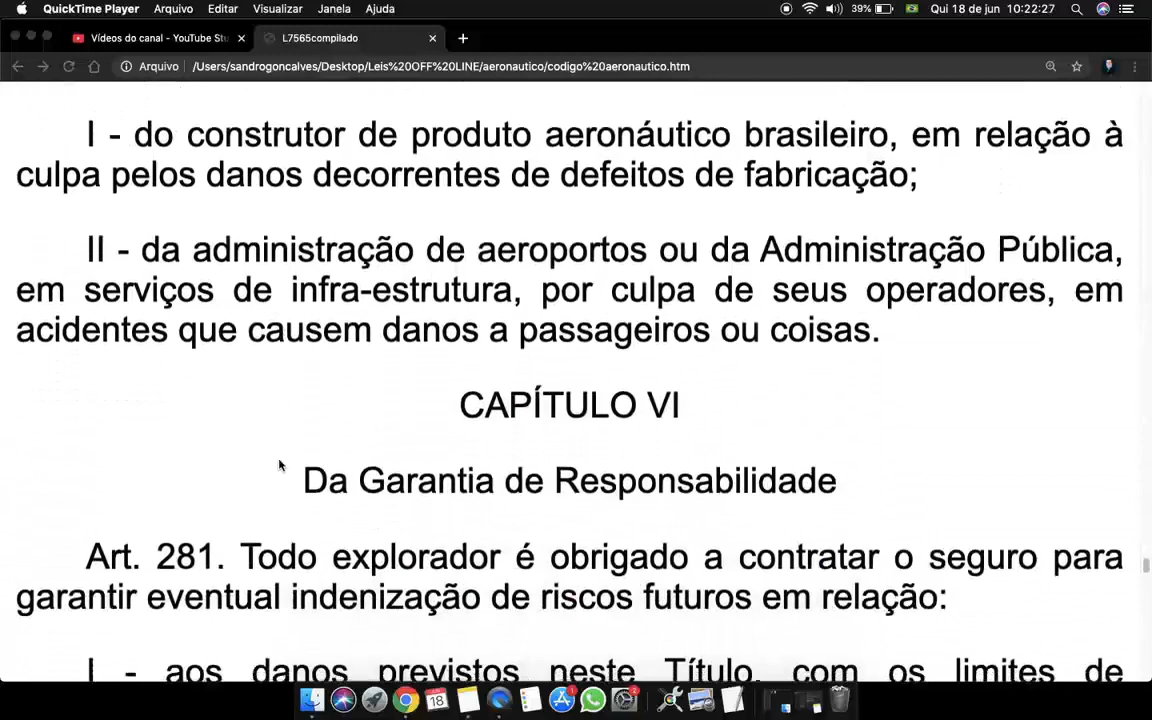 QuickTime Player Arquivo Editar Visualizar Janela Ajuda 39% Qui 18 de jun 10:22:27
Vídeos do canal - YouTube Stu L7565compilado
Arquivo /Users/sandrogoncalves/Desktop/Leis%20OFF%20LINE/aeronautico/codigo%20aeronautico.htm
I - do construtor de produto aeronáutico brasileiro, em relação à
culpa pelos danos decorrentes de defeitos de fabricação;
II - da administração de aeroportos ou da Administração Pública,
em serviços de infra-estrutura, por culpa de seus operadores, em
acidentes que causem danos a passageiros ou coisas.
CAPÍTULO VI
Da Garantia de Responsabilidade
Art. 281. Todo explorador é obrigado a contratar o seguro para
garantir eventual indenização de riscos futuros em relação:
I - aos danos previstos neste Título, com os limites de
18